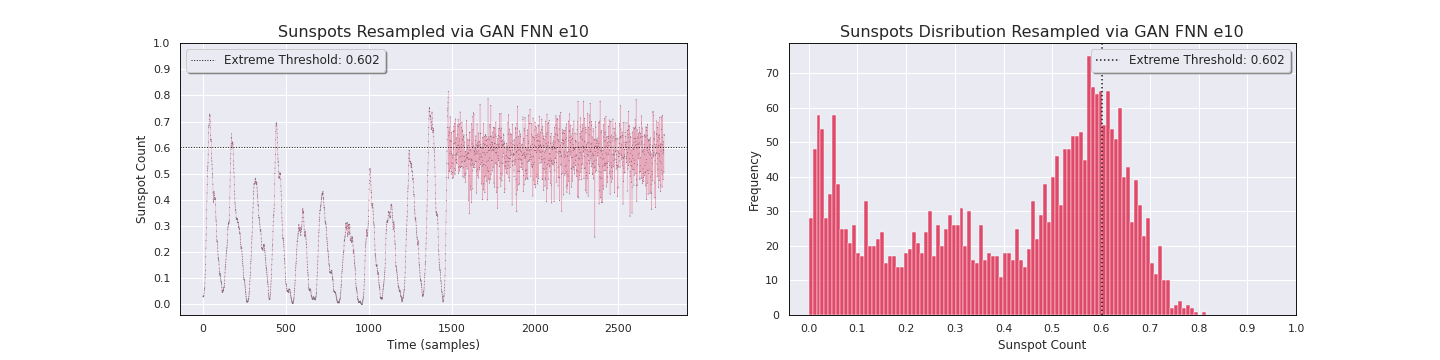 Sunspots Resampled via GAN FNN e10
Extreme Threshold: 0.602
Sunspot Count
1.0
0.9
0.8
0.7
0.6
0.5
0.4
0.3
0.2
0.1
0.0
0 500 1000 1500 2000 2500
Time (samples)
Sunspots Disribution Resampled via GAN FNN e10
Extreme Threshold: 0.602
Frequency
70
60
50
40
30
20
10
0
0.0 0.1 0.2 0.3 0.4 0.5 0.6 0.7 0.8 0.9 1.0
Sunspot Count